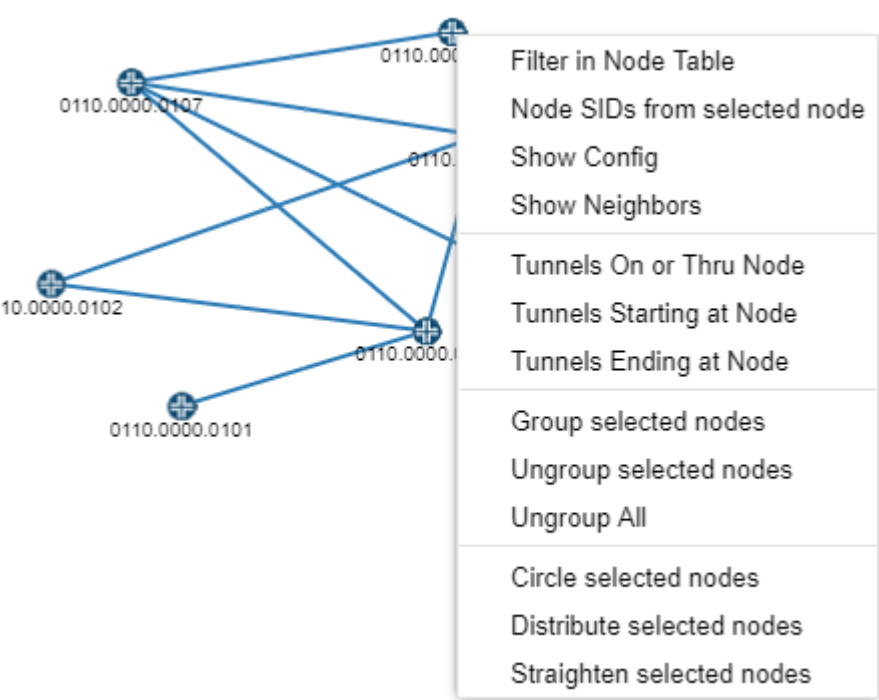 0110.000
0110.0000.0107
0110.
10.0000.0102
0110.0000.
0110.0000.0101
Filter in Node Table
Node SIDs from selected node
Show Config
Show Neighbors
Tunnels On or Thru Node
Tunnels Starting at Node
Tunnels Ending at Node
Group selected nodes
Ungroup selected nodes
Ungroup All
Circle selected nodes
Distribute selected nodes
Straighten selected nodes